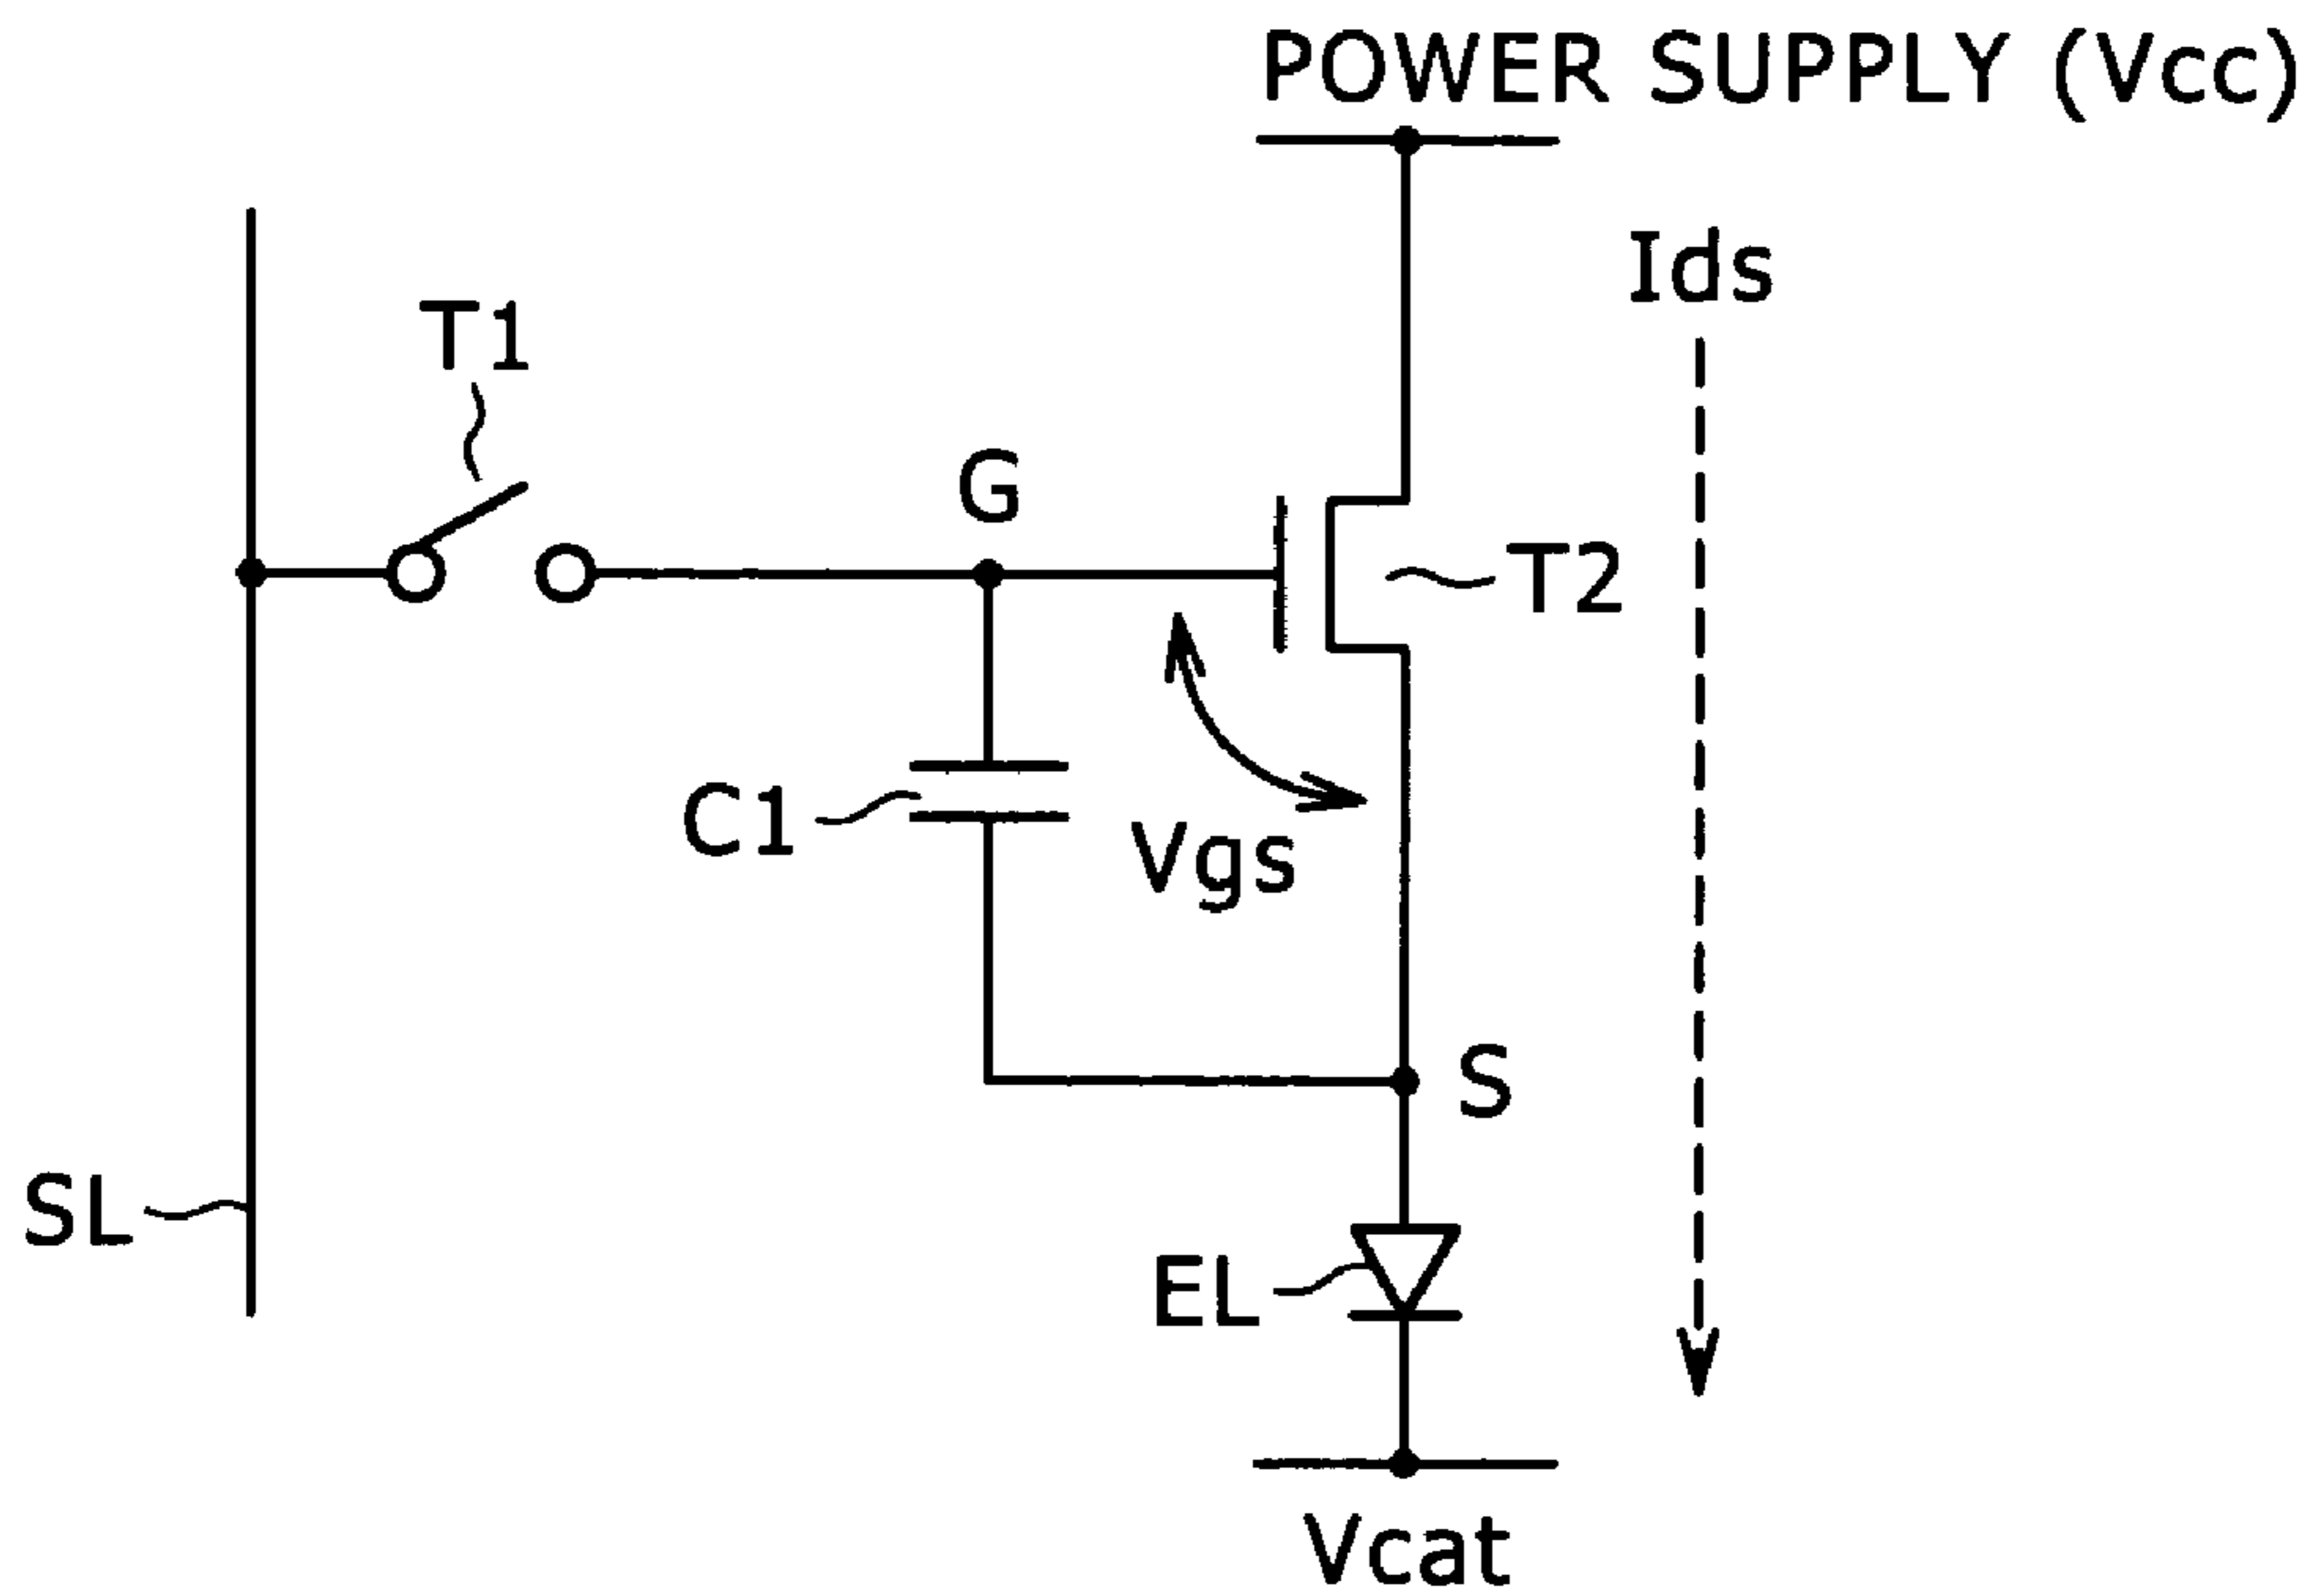 POWER SUPPLY (Vcc)
Ids
T1
G
T2
C1
Vgs
S
SL
EL
Vcat